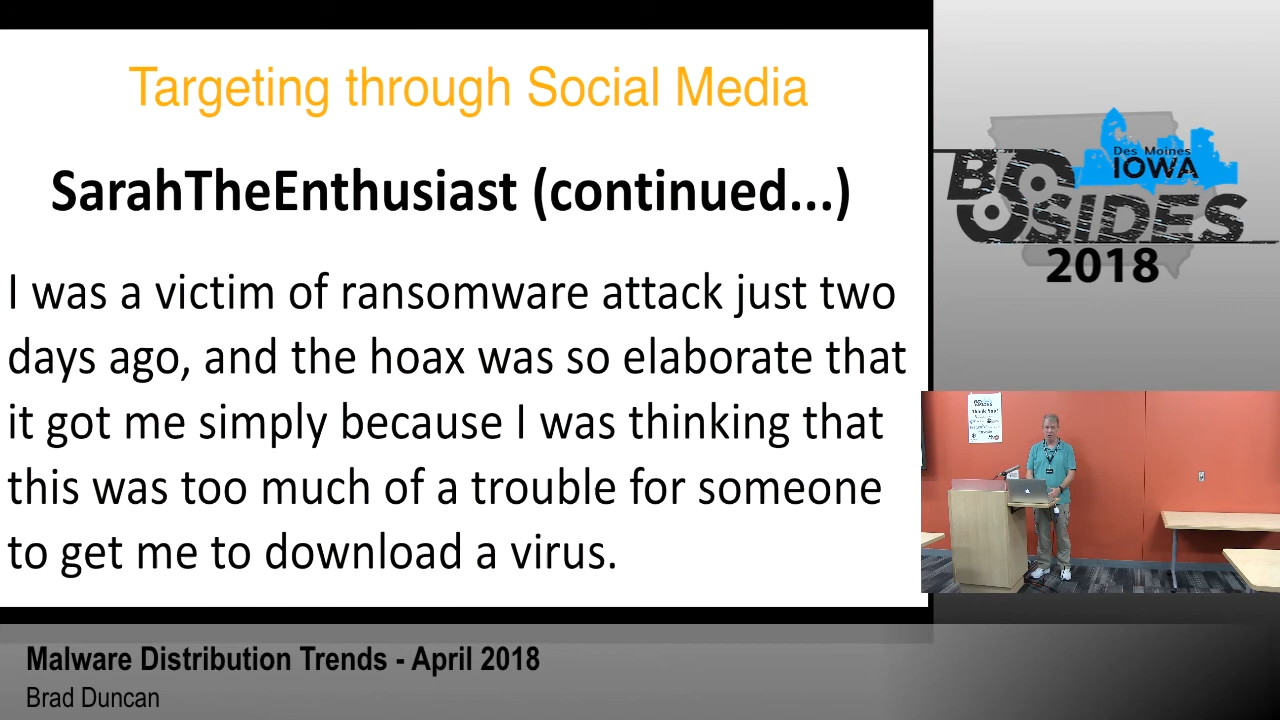 Targeting through Social Media
SarahTheEnthusiast (continued...)
I was a victim of ransomware attack just two
days ago, and the hoax was so elaborate that
it got me simply because I was thinking that
this was too much of a trouble for someone
to get me to download a virus.
Des Moines
IOWA
BSIDES
2018
Thank You!
Malware Distribution Trends - April 2018
Brad Duncan